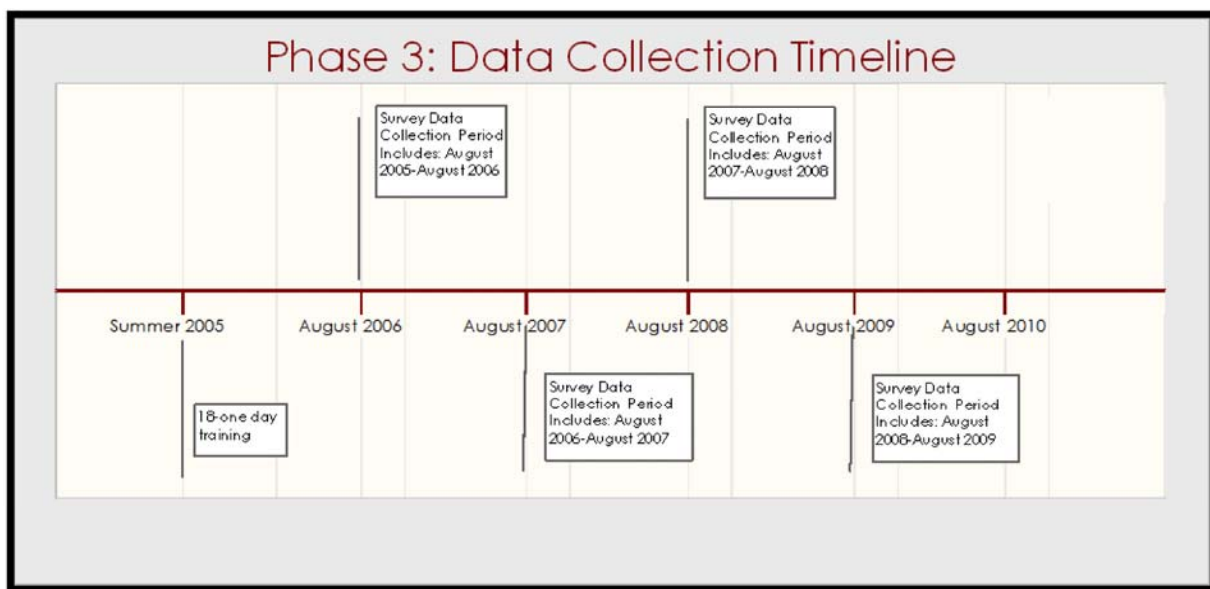 Phase 3: Data Collection Timeline
Survey Data
Collection Period
Includes: August
2005-August 2006
Survey Data
Collection Period
Includes: August
2007-August 2008
Summer 2005
August 2006
August 2007
August 2008
August 2009
August 2010
18-one day
training
Survey Data
Collection Period
Includes: August
2006-August 2007
Survey Data
Collection Period
Includes: August
2008-August 2009